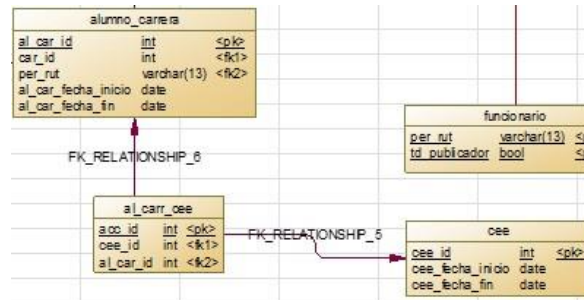 alumno_carrera
al_car_id int <pk>
car_id int <fk1>
per_rut varchar(13) <fk2>
al_car_fecha_inicio date
al_car_fecha_fin date
funcionario
per_rut varchar(13)
td_publicador bool
FK_RELATIONSHIP_6
al_carr_cee
acc_id int <pk>
cee_id int <fk1>
al_car_id int <fk2>
FK_RELATIONSHIP_5
cee
cee_id int <pk>
cee_fecha_inicio date
cee_fecha_fin date